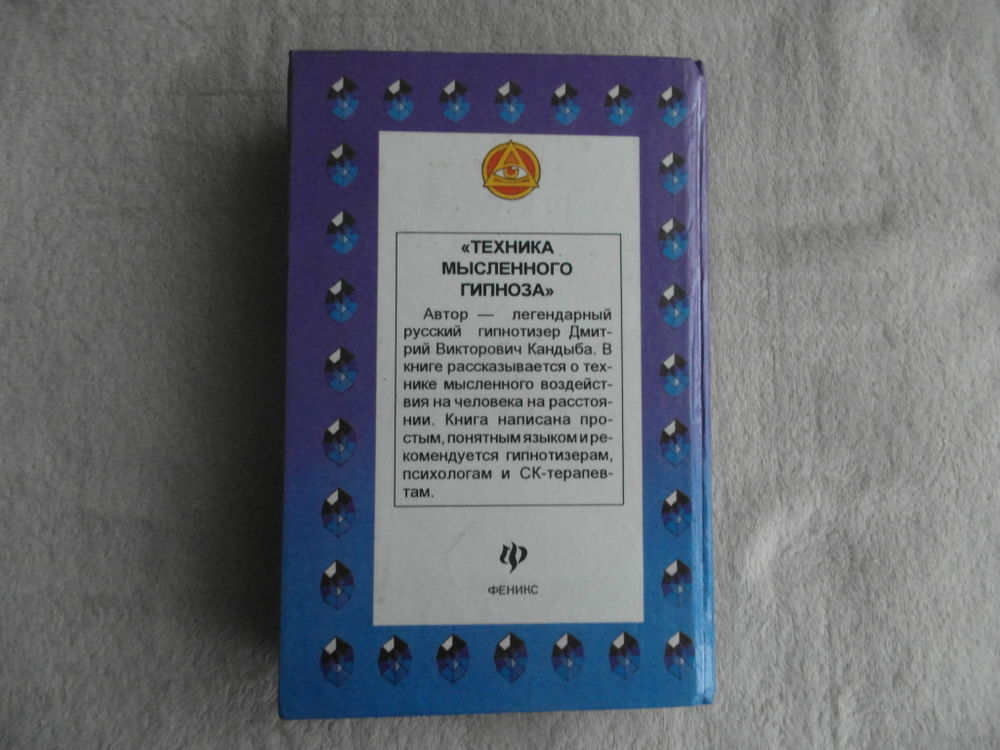 «ТЕХНИКА
МЫСЛЕННОГО
ГИПНОЗА»
Автор — легендарный
русский гипнотизер Дмит-
рий Викторович Кандыба. В
книге рассказывается о тех-
нике мысленного воздейст-
вия на человека на расстоя-
нии. Книга написана про-
стым, понятным языком и ре-
комендуется гипнотизерам,
психологам и СК-терапев-
там.
ФЕНИКС